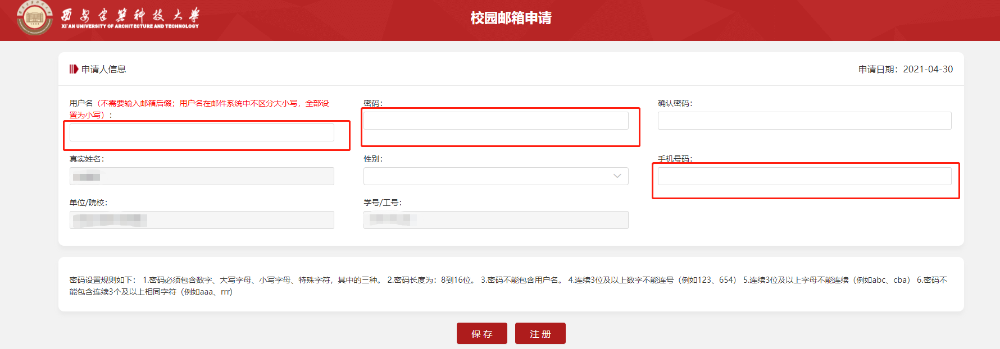 西安建筑科技大学
XI'AN UNIVERSITY OF ARCHITECTURE AND TECHNOLOGY
校园邮箱申请
申请人信息
申请日期：2021-04-30
用户名（不需要输入邮箱后缀；用户名在邮件系统中不区分大小写，全部设
置为小写）：
密码：
确认密码：
真实姓名：
性别：
手机号码：
单位/院校：
学号/工号：
密码设置规则如下： 1.密码必须包含数字、大写字母、小写字母、特殊字符，其中的三种。 2.密码长度为：8到16位。 3.密码不能包含用户名。 4.连续3位及以上数字不能连号（例如123、654） 5.连续3位及以上字母不能连续（例如abc、cba） 6.密码不
能包含连续3个及以上相同字符（例如aaa、rrr）
保存
注册